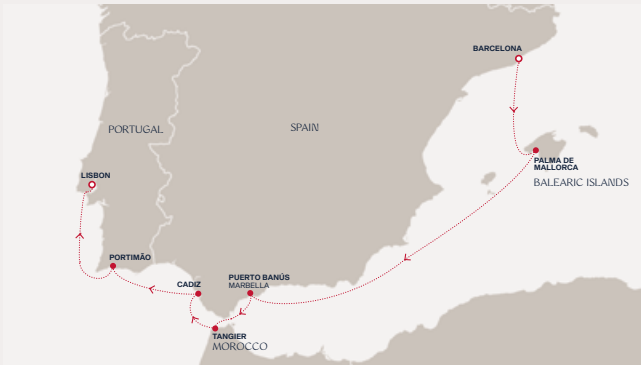 BARCELONA
PORTUGAL
SPAIN
PALMA DE
MALLORCA
BALEARIC ISLANDS
LISBON
PORTIMÃO
CADIZ
PUERTO BANÚS
MARBELLA
TANGIER
MOROCCO